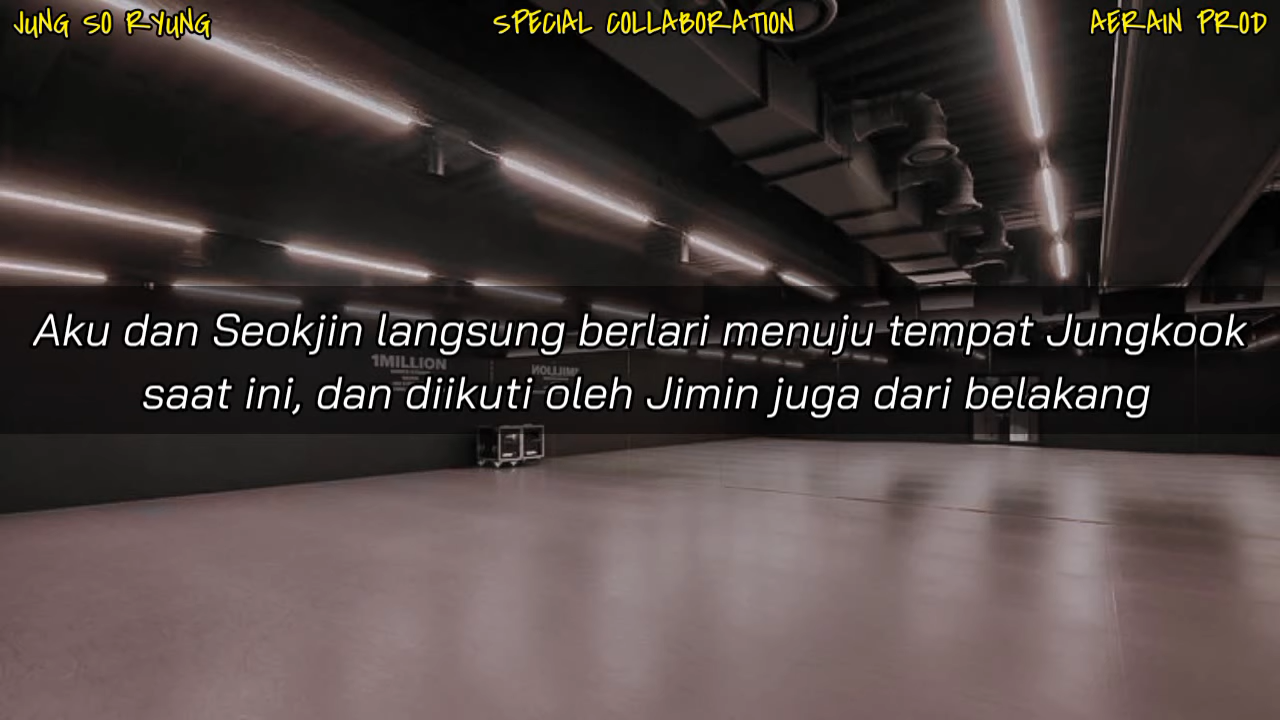 JUNG SO RYUNG
SPECIAL COLLABORATION
AERAIN PROD
Aku dan Seokjin langsung berlari menuju tempat Jungkook
saat ini, dan diikuti oleh Jimin juga dari belakang
1MILLION